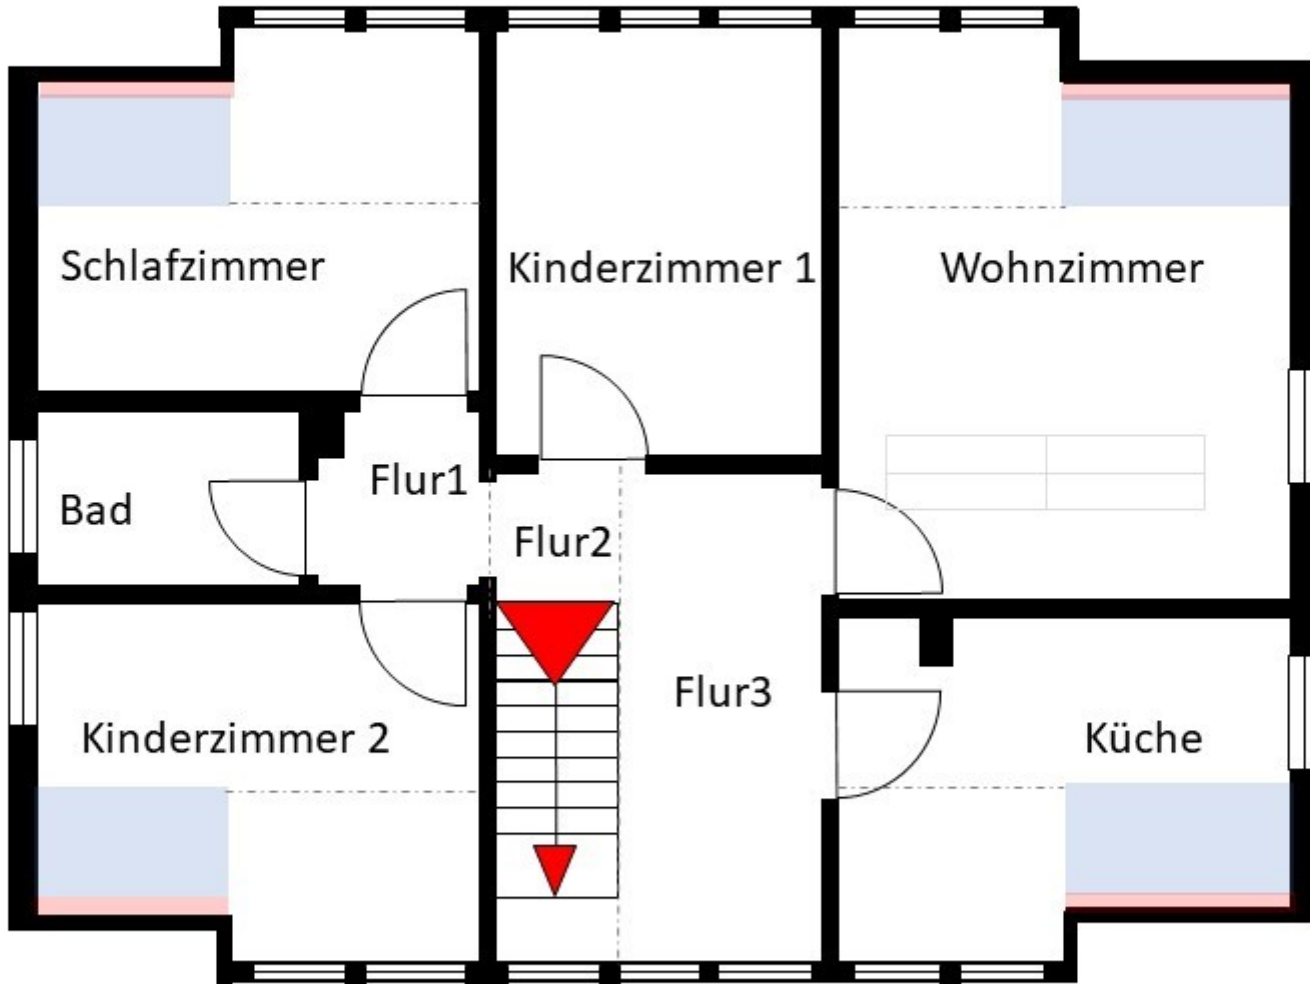 Schlafzimmer
Kinderzimmer 1
Wohnzimmer
Bad
Flur1
Flur2
Flur3
Kinderzimmer 2
Küche